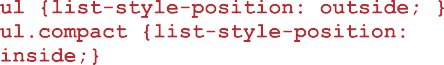 ul {list-style-position: outside; }
ul.compact {list-style-position:
inside;}